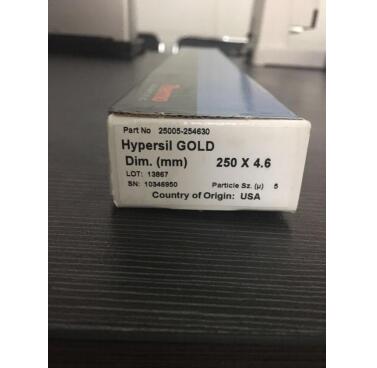 Thermo
Part No 25005-254630
Hypersil GOLD
Dim. (mm) 250 X 4.6
LOT: 13867
SN: 10346950 Particle Sz. (µ) 5
Country of Origin: USA